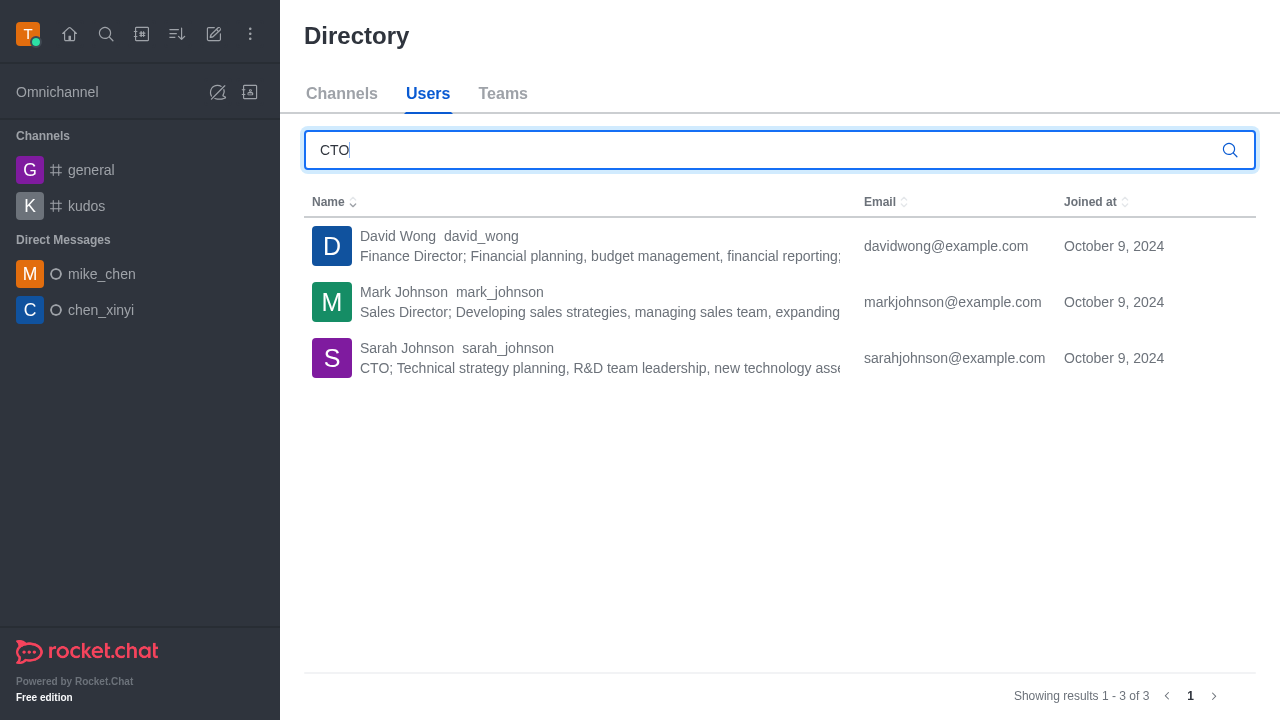 T
Directory
Channels Users Teams
Omnichannel
Channels
G general
K kudos
Direct Messages
M mike_chen
C chen_xinyi
CTO
Name Email Joined at
D David Wong david_wong davidwong@example.com October 9, 2024
Finance Director; Financial planning, budget management, financial reporting;
M Mark Johnson mark_johnson markjohnson@example.com October 9, 2024
Sales Director; Developing sales strategies, managing sales team, expanding
S Sarah Johnson sarah_johnson sarahjohnson@example.com October 9, 2024
CTO; Technical strategy planning, R&D team leadership, new technology asse
rocket.chat
Powered by Rocket.Chat
Free edition
Showing results 1 - 3 of 3 1